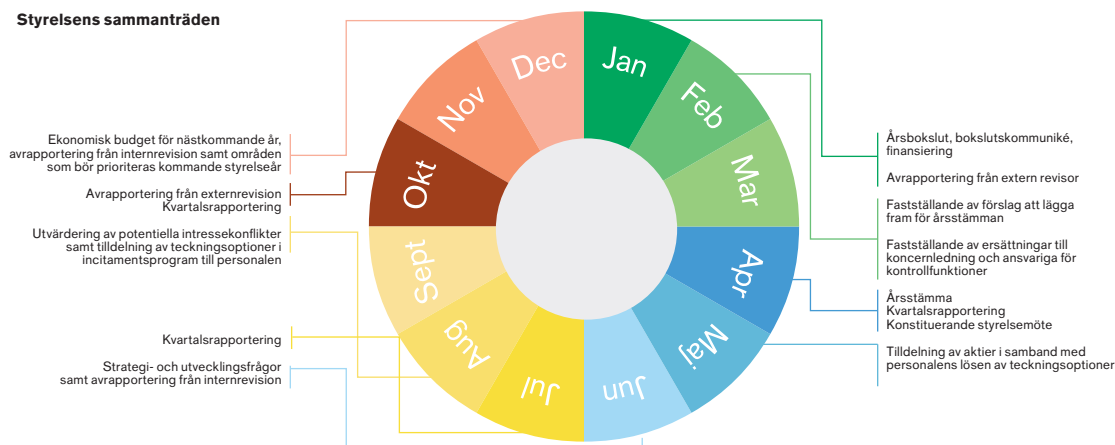 Styrelsens sammanträden
Jan
Feb
Mar
Apr
Maj
Jun
Jul
Aug
Sept
Okt
Nov
Dec
Årsbokslut, bokslutskommuniké,
finansiering
Avrapportering från extern revisor
Fastställande av förslag att lägga
fram för årsstämman
Fastställande av ersättningar till
koncernledning och ansvariga för
kontrollfunktioner
Årsstämma
Kvartalsrapportering
Konstituerande styrelsemöte
Tilldelning av aktier i samband med
personalens lösen av teckningsoptioner
Ekonomisk budget för nästkommande år,
avrapportering från internrevision samt områden
som bör prioriteras kommande styrelseår
Avrapportering från externrevision
Kvartalsrapportering
Utvärdering av potentiella intressekonflikter
samt tilldelning av teckningsoptioner i
incitamentsprogram till personalen
Kvartalsrapportering
Strategi- och utvecklingsfrågor
samt avrapportering från internrevision